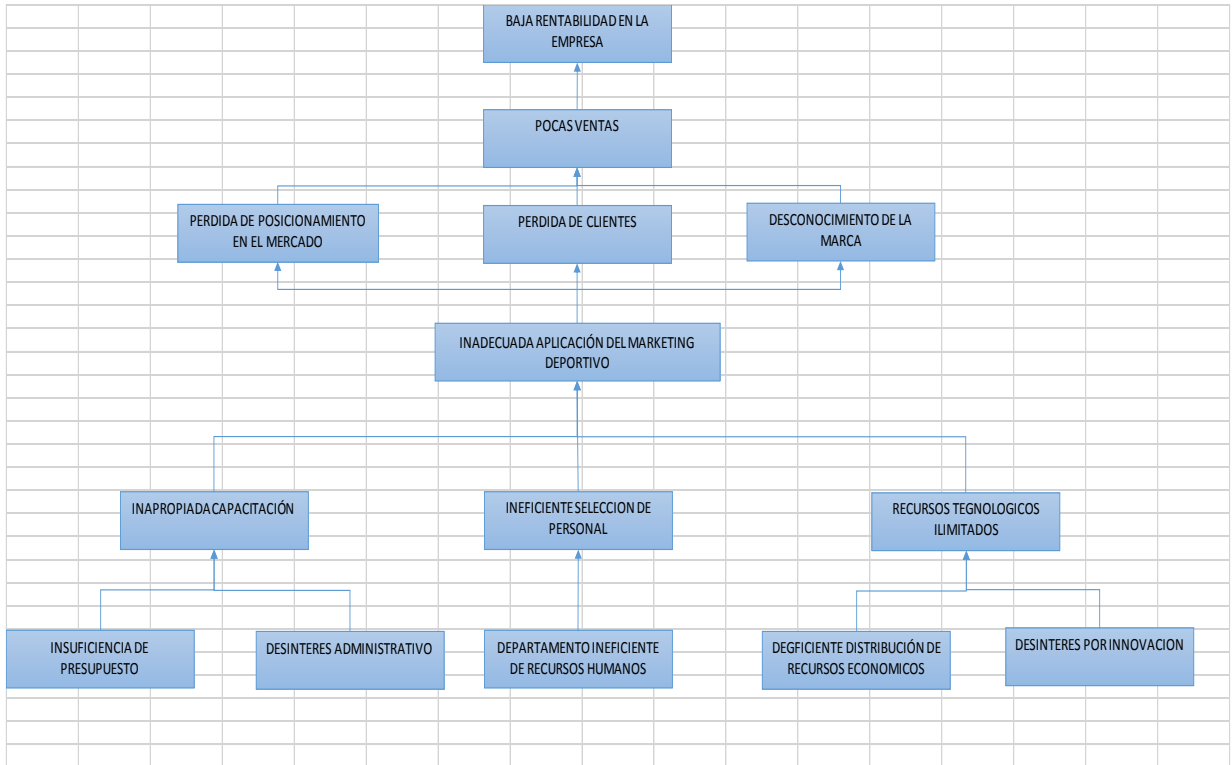 BAJA RENTABILIDAD EN LA
EMPRESA
POCAS VENTAS
PERDIDA DE POSICIONAMIENTO
EN EL MERCADO
PERDIDA DE CLIENTES
DESCONOCIMIENTO DE LA
MARCA
INADECUADA APLICACIÓN DEL MARKETING
DEPORTIVO
INAPROPIADA CAPACITACIÓN
INEFICIENTE SELECCION DE
PERSONAL
RECURSOS TEGNOLOGICOS
ILIMITADOS
INSUFICIENCIA DE
PRESUPUESTO
DESINTERES ADMINISTRATIVO
DEPARTAMENTO INEFICIENTE
DE RECURSOS HUMANOS
DEGFICIENTE DISTRIBUCIÓN DE
RECURSOS ECONOMICOS
DESINTERES POR INNOVACION